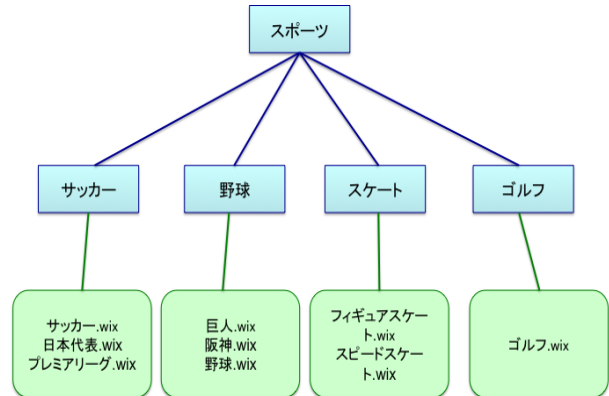 スポーツ
サッカー
野球
スケート
ゴルフ
サッカー.wix
日本代表.wix
プレミアリーグ.wix
巨人.wix
阪神.wix
野球.wix
フィギュアスケー
ト.wix
スピードスケー
ト.wix
ゴルフ.wix